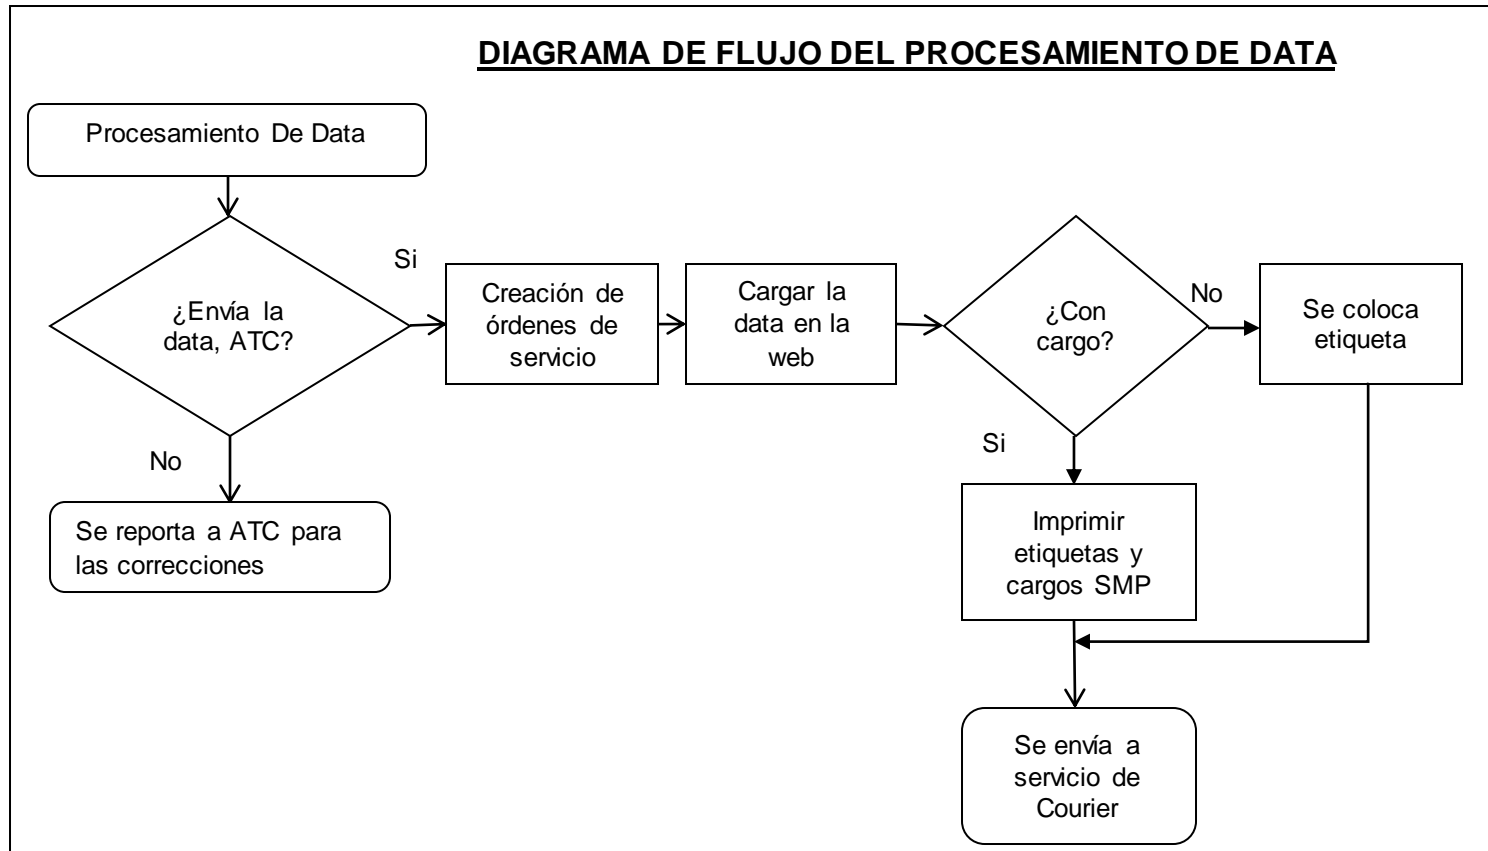 DIAGRAMA DE FLUJO DEL PROCESAMIENTO DE DATA
Procesamiento De Data
¿Envía la
data, ATC?
Si
No
Se reporta a ATC para
las correcciones
Creación de
órdenes de
servicio
Cargar la
data en la
web
¿Con
cargo?
No
Se coloca
etiqueta
Si
Imprimir
etiquetas y
cargos SMP
Se envía a
servicio de
Courier